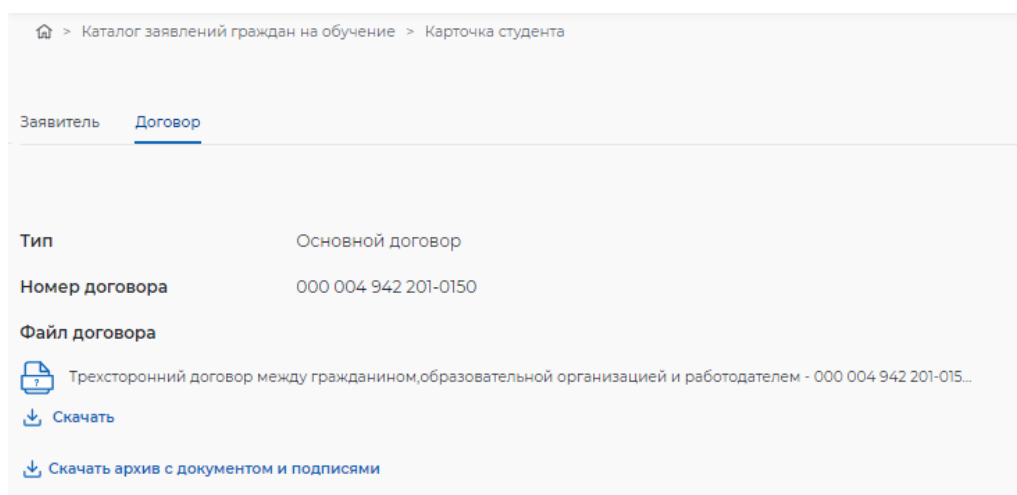 > Каталог заявлений граждан на обучение > Карточка студента
Заявитель Договор
Тип Основной договор
Номер договора 000 004 942 201-0150
Файл договора
? Трехсторонний договор между гражданином,образовательной организацией и работодателем - 000 004 942 201-015...
Скачать
Скачать архив с документом и подписями